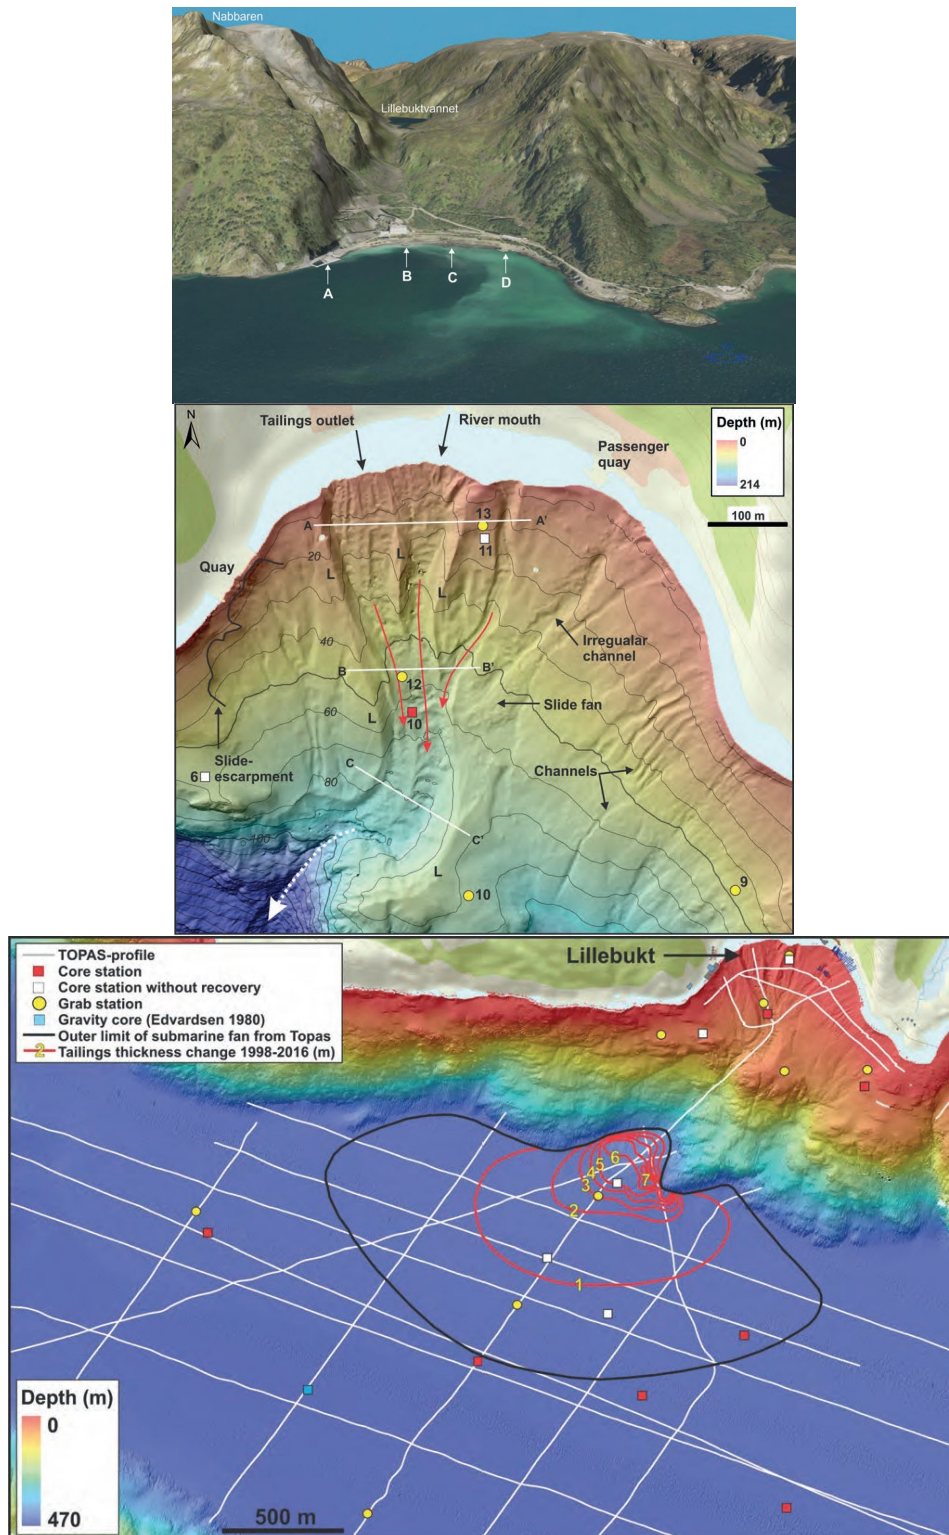 Nabbaren
Lillebuktvannet
A
B
C
D
N
Tailings outlet
River mouth
Passenger
quay
Depth (m)
0
214
100 m
A
A'
13
11
20
L
L
L
Quay
40
Irregualar
channel
B
B'
12
10
60
L
Slide fan
Slide-
escarpment
6
C
80
Channels
100
C'
L
10
9
TOPAS-profile
Core station
Core station without recovery
Grab station
Gravity core (Edvardsen 1980)
Outer limit of submarine fan from Topas
2 Tailings thickness change 1998-2016 (m)
Lillebukt
6
5
4
7
3
2
1
Depth (m)
0
470
500 m